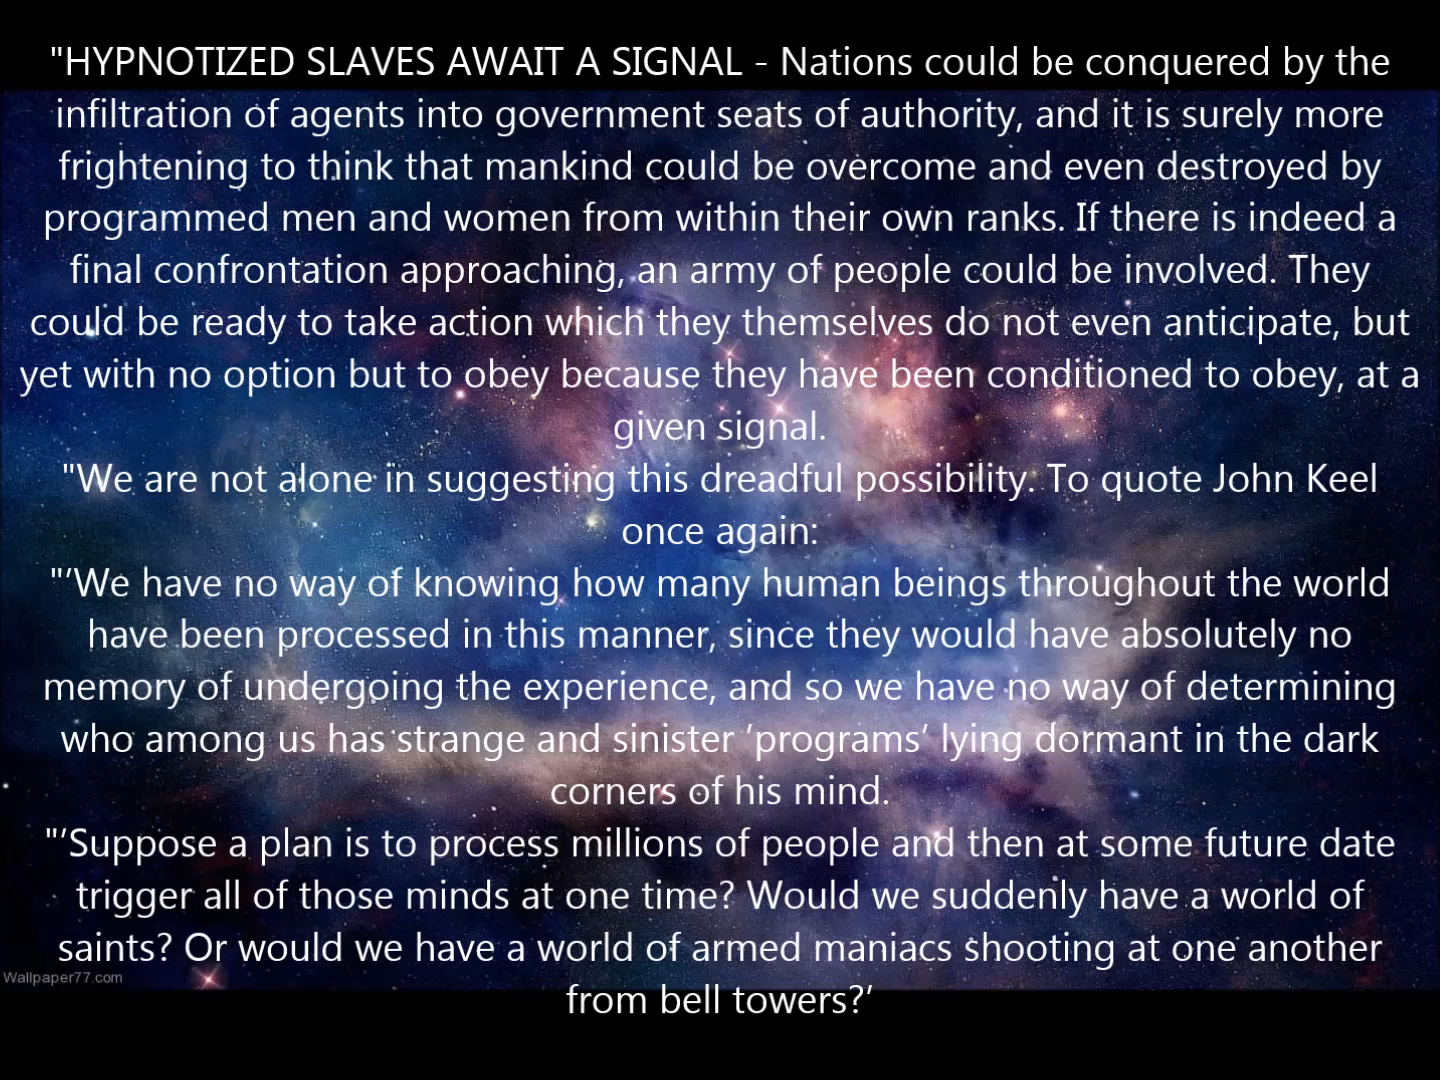 "HYPNOTIZED SLAVES AWAIT A SIGNAL - Nations could be conquered by the
infiltration of agents into government seats of authority, and it is surely more
frightening to think that mankind could be overcome and even destroyed by
programmed men and women from within their own ranks. If there is indeed a
final confrontation approaching, an army of people could be involved. They
could be ready to take action which they themselves do not even anticipate, but
yet with no option but to obey because they have been conditioned to obey, at a
given signal.
"We are not alone in suggesting this dreadful possibility. To quote John Keel
once again:
"’We have no way of knowing how many human beings throughout the world
have been processed in this manner, since they would have absolutely no
memory of undergoing the experience, and so we have no way of determining
who among us has strange and sinister ’programs’ lying dormant in the dark
corners of his mind.
"’Suppose a plan is to process millions of people and then at some future date
trigger all of those minds at one time? Would we suddenly have a world of
saints? Or would we have a world of armed maniacs shooting at one another
from bell towers?’
Wallpaper77.com